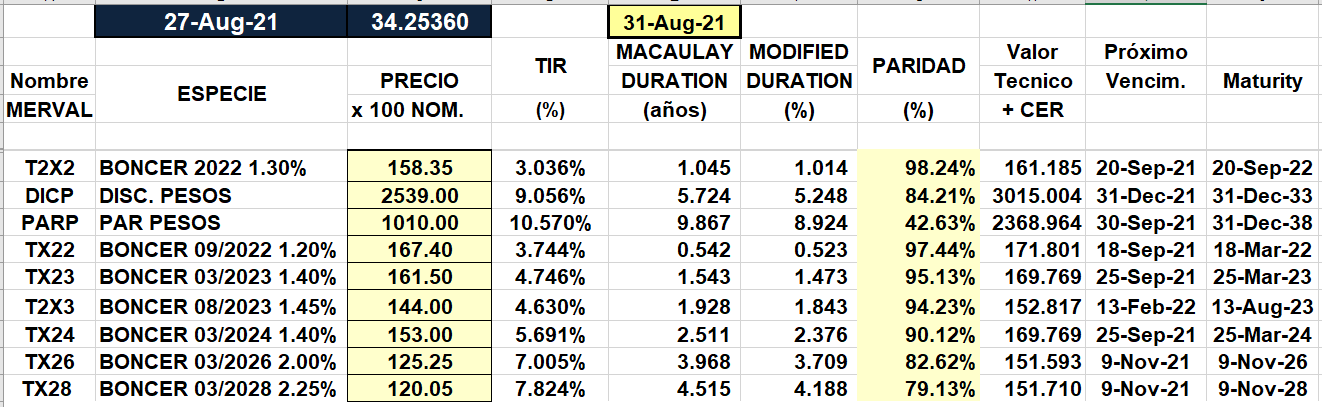 27-Aug-21 34.25360 31-Aug-21
MACAULAY MODIFIED Valor Próximo
TIR PARIDAD
Nombre PRECIO DURATION DURATION Tecnico Vencim. Maturity
ESPECIE
MERVAL x 100 NOM. (%) (años) (%) (%) + CER
T2X2 BONCER 2022 1.30% 158.35 3.036% 1.045 1.014 98.24% 161.185 20-Sep-21 20-Sep-22
DICP DISC. PESOS 2539.00 9.056% 5.724 5.248 84.21% 3015.004 31-Dec-21 31-Dec-33
PARP PAR PESOS 1010.00 10.570% 9.867 8.924 42.63% 2368.964 30-Sep-21 31-Dec-38
TX22 BONCER 09/2022 1.20% 167.40 3.744% 0.542 0.523 97.44% 171.801 18-Sep-21 18-Mar-22
TX23 BONCER 03/2023 1.40% 161.50 4.746% 1.543 1.473 95.13% 169.769 25-Sep-21 25-Mar-23
T2X3 BONCER 08/2023 1.45% 144.00 4.630% 1.928 1.843 94.23% 152.817 13-Feb-22 13-Aug-23
TX24 BONCER 03/2024 1.40% 153.00 5.691% 2.511 2.376 90.12% 169.769 25-Sep-21 25-Mar-24
TX26 BONCER 03/2026 2.00% 125.25 7.005% 3.968 3.709 82.62% 151.593 9-Nov-21 9-Nov-26
TX28 BONCER 03/2028 2.25% 120.05 7.824% 4.515 4.188 79.13% 151.710 9-Nov-21 9-Nov-28